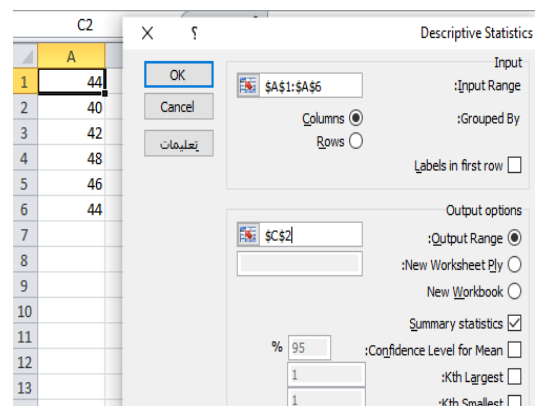 C2
Descriptive Statistics
؟
X
A
1 44
2 40
3 42
4 48
5 46
6 44
7
8
9
10
11
12
13
OK
Cancel
تعليمات
Input
:Input Range $A$1:$A$6
:Grouped By Columns
Rows
Labels in first row
Output options
:Output Range $C$2
:New Worksheet Ply
New Workbook
Summary statistics
:Confidence Level for Mean 95 %
:Kth Largest 1
:Kth Smallest 1